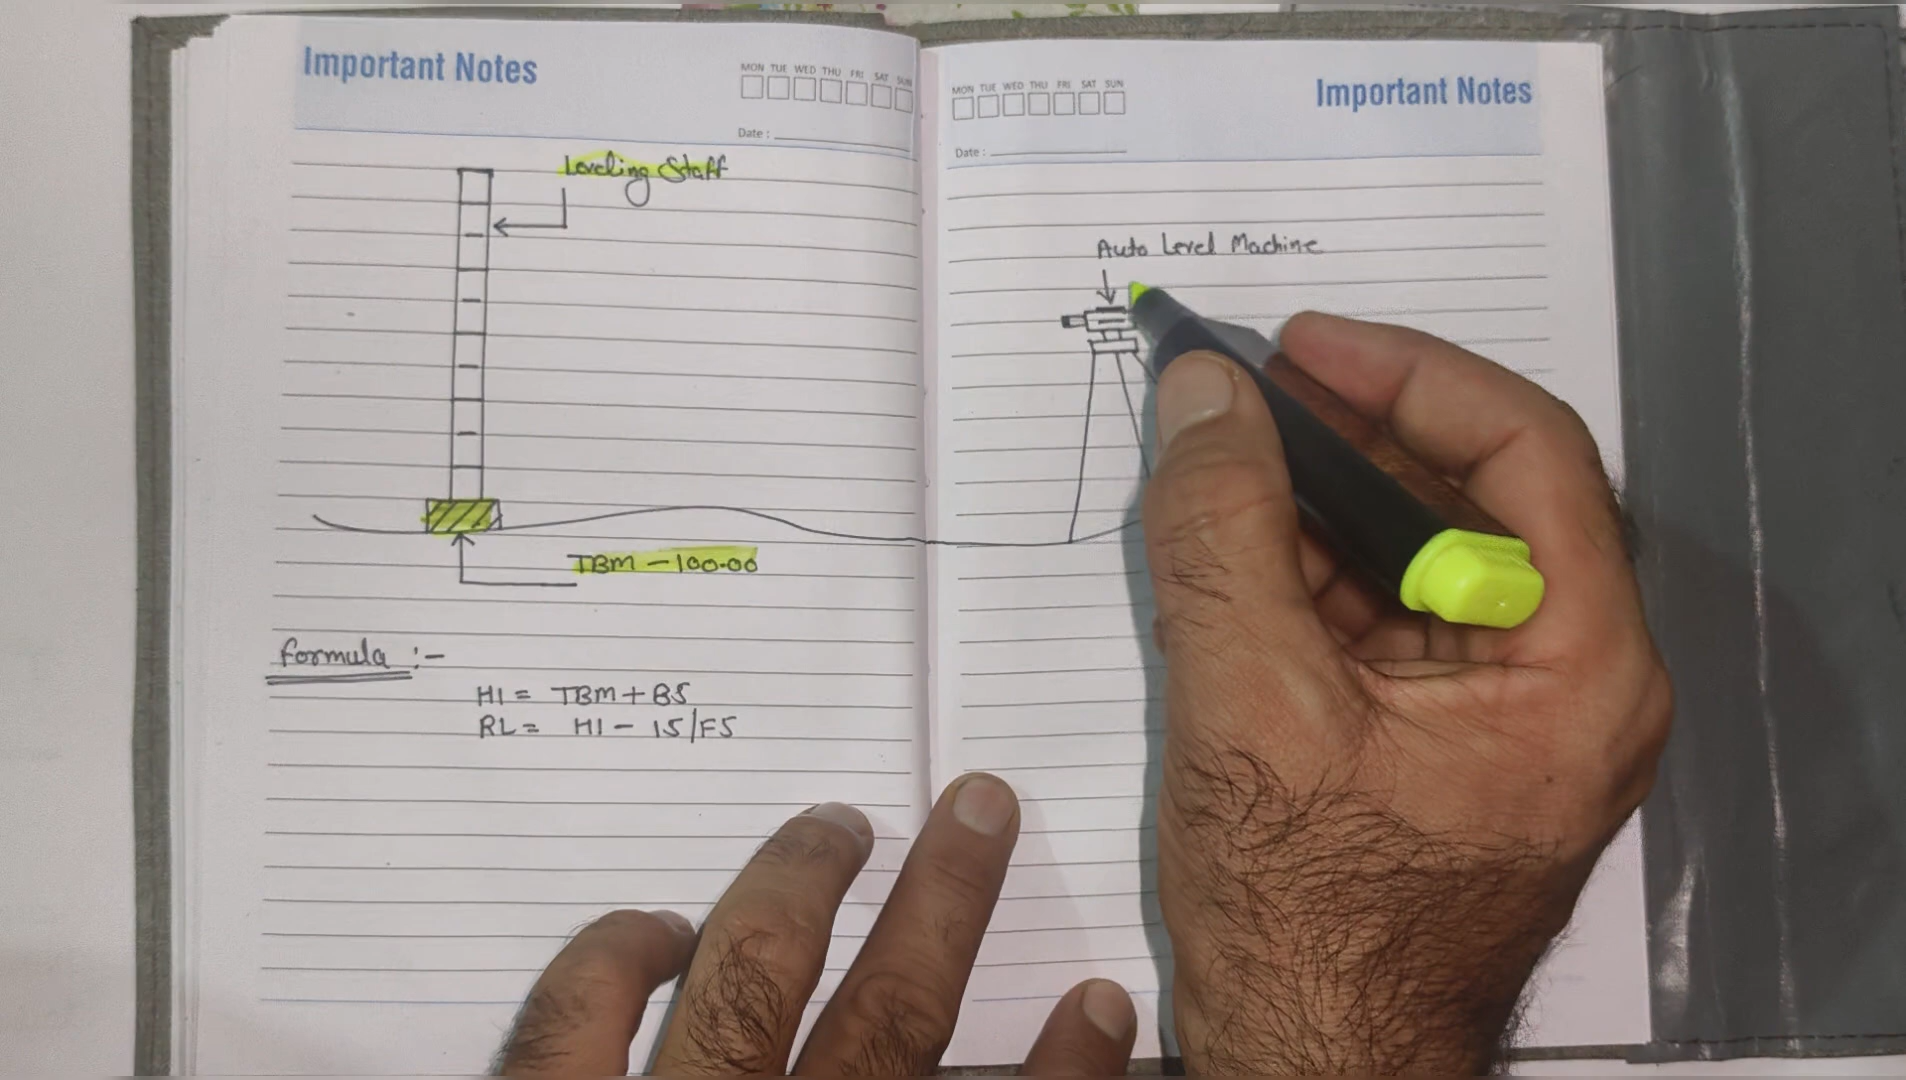 Important Notes
MON TUE WED THU FRI SAT SUN
Date :
Leveling Staff
TBM - 100.00
Formula :-
HI = TBM + BS
RL = HI - IS/FS
Important Notes
MON TUE WED THU FRI SAT SUN
Date :
Auto Level Machine